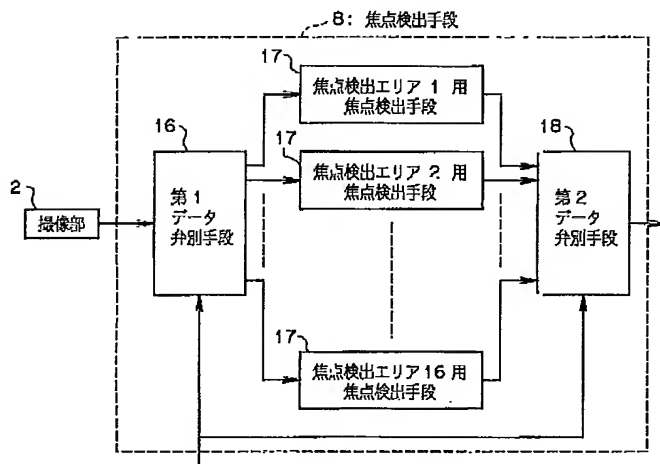 8: 焦点検出手段
17
焦点検出エリア 1 用
焦点検出手段
16
17
18
焦点検出エリア 2 用
焦点検出手段
2
撮像部
第1
データ
弁別手段
第2
データ
弁別手段
17
焦点検出エリア 16 用
焦点検出手段